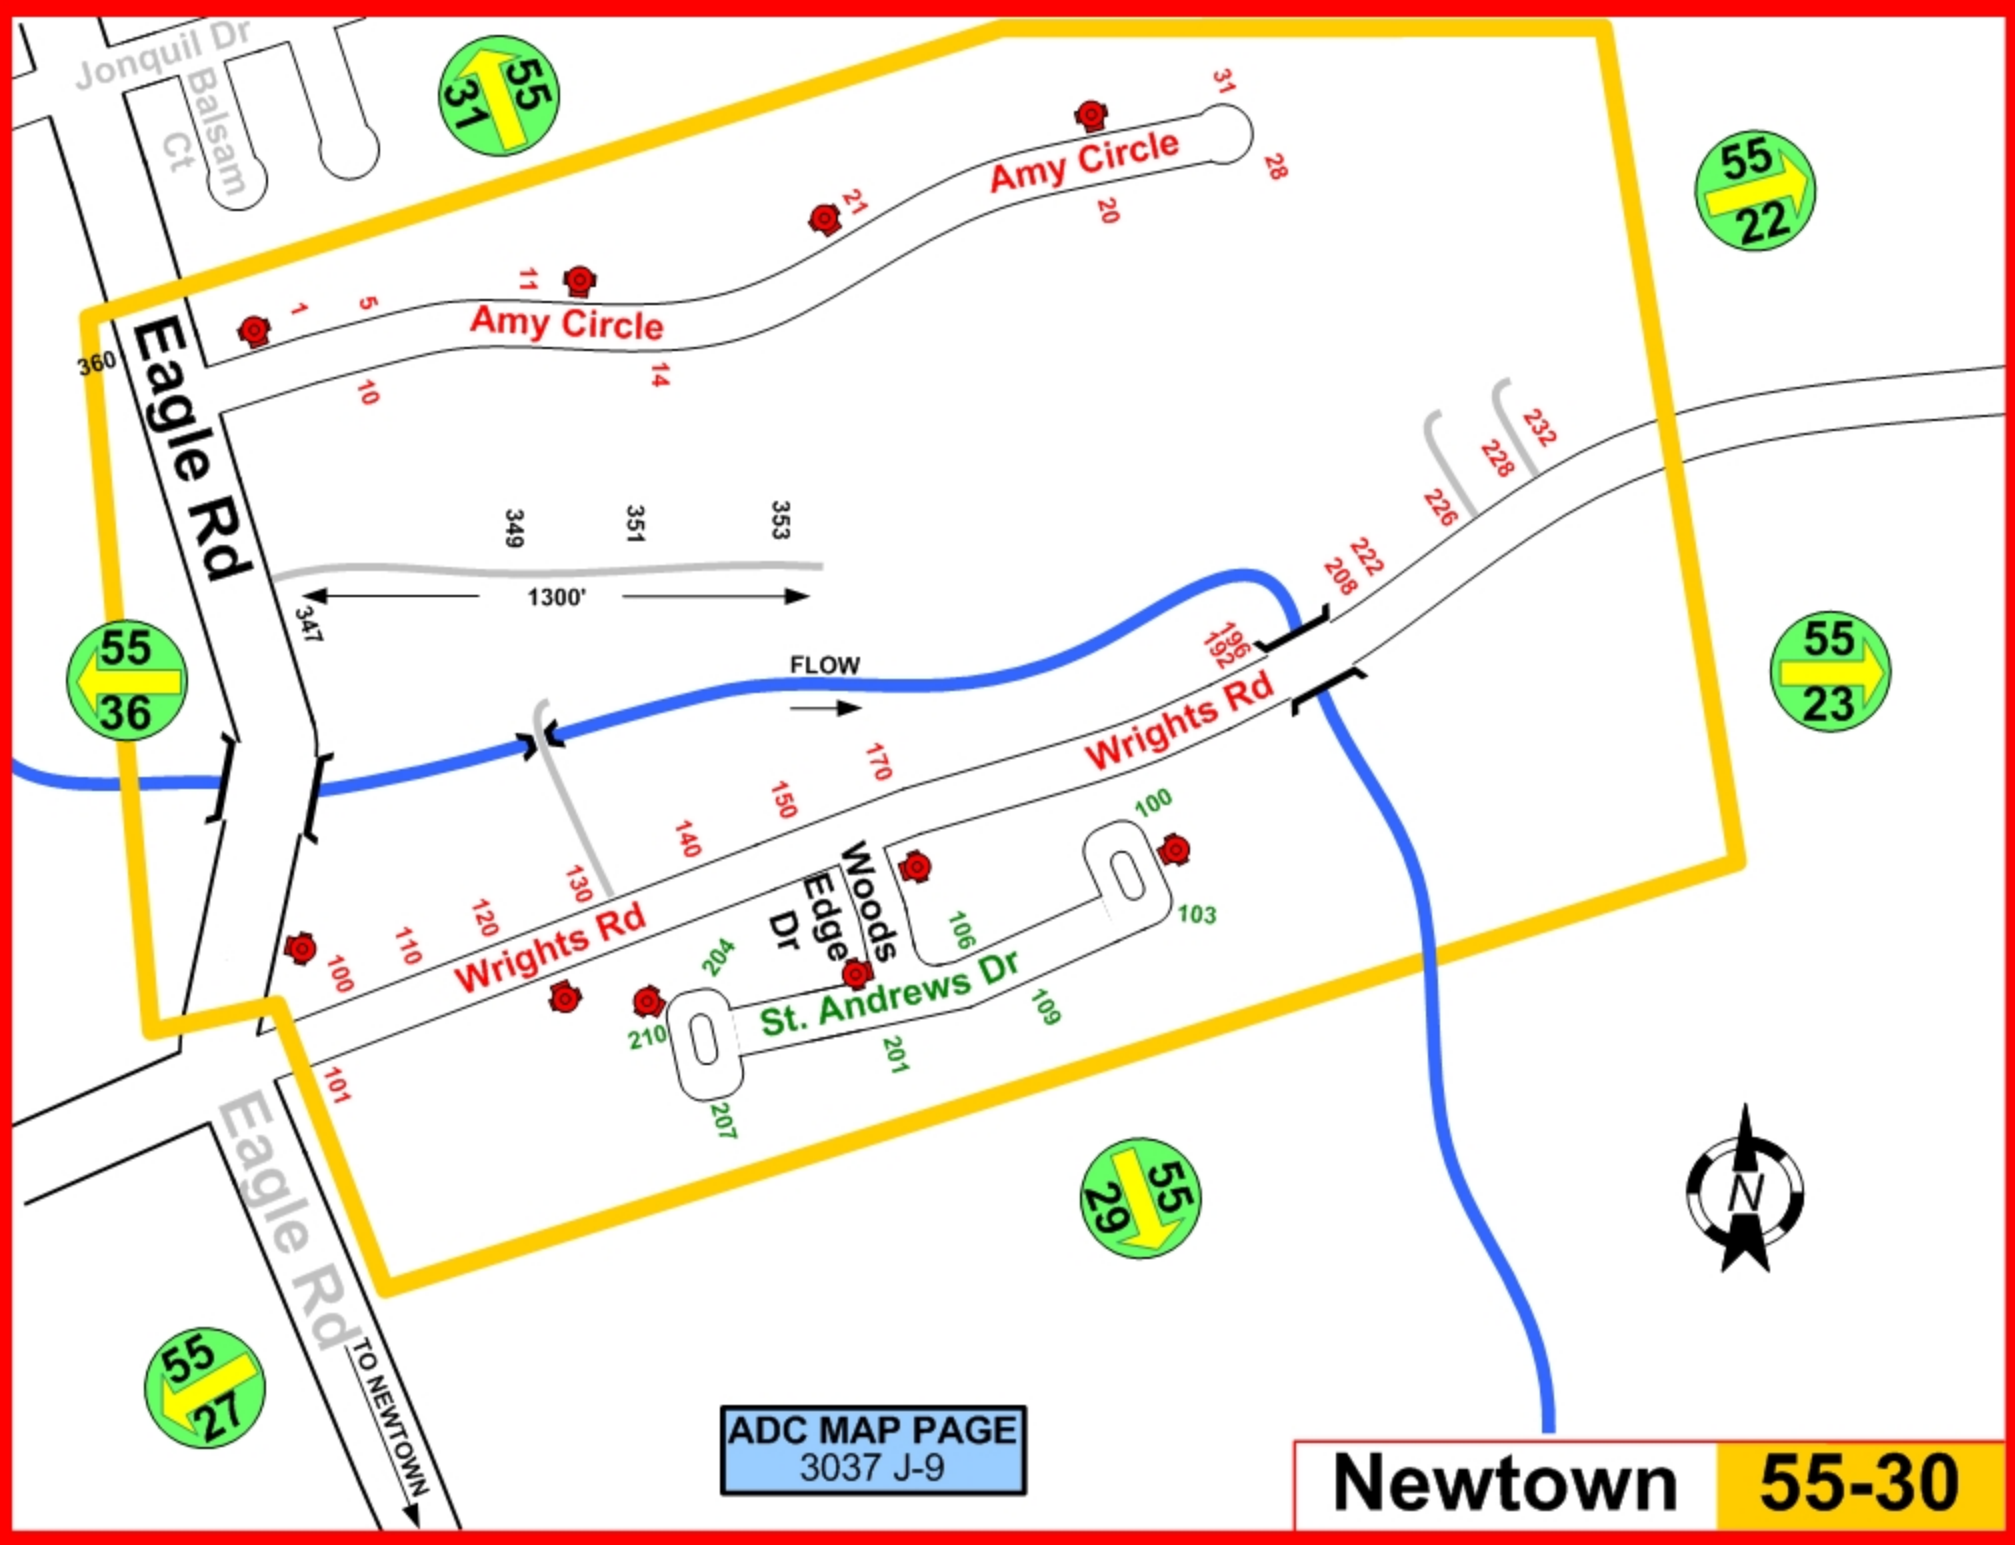 Jonquil Dr
Balsam
Ct
55
31
31
Amy Circle
28
55
22
21
20
11
1
5
Amy Circle
10
14
360
Eagle Rd
232
228
226
349
351
353
1300'
347
222
208
196
192
55
36
FLOW
55
23
Wrights Rd
170
150
140
130
120
110
100
Wrights Rd
Woods
Edge
Dr
100
103
106
204
St. Andrews Dr
109
210
201
207
101
Eagle Rd
55
29
N
55
27
TO NEWTOWN
ADC MAP PAGE
3037 J-9
Newtown 55-30